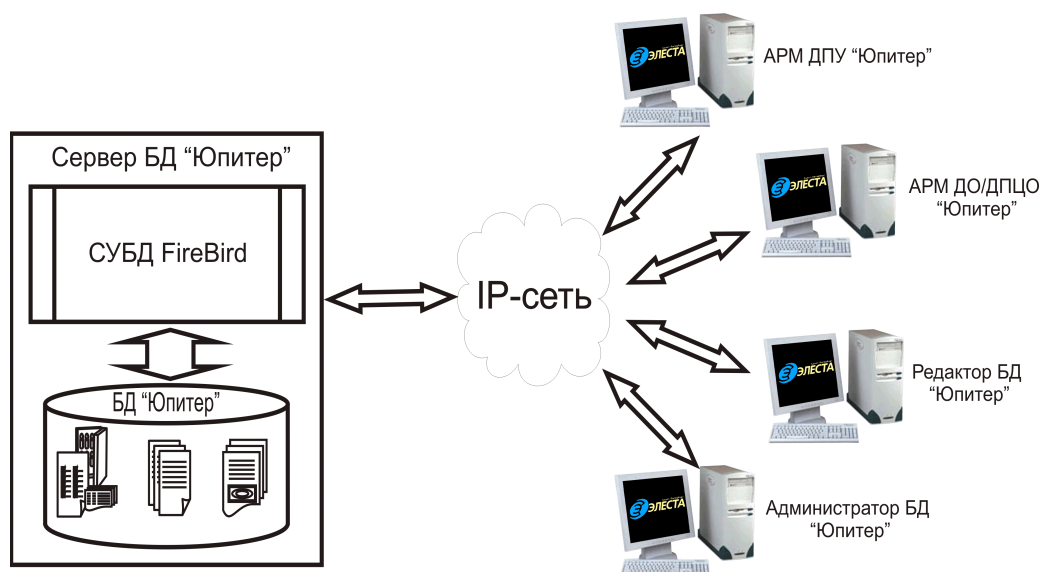 Сервер БД “Юпитер”
СУБД FireBird
БД “Юпитер”
IP-сеть
ЭЛЕСТА
АРМ ДПУ “Юпитер”
ЭЛЕСТА
АРМ ДО/ДПЦО
“Юпитер”
ЭЛЕСТА
Редактор БД
“Юпитер”
ЭЛЕСТА
Администратор БД
“Юпитер”